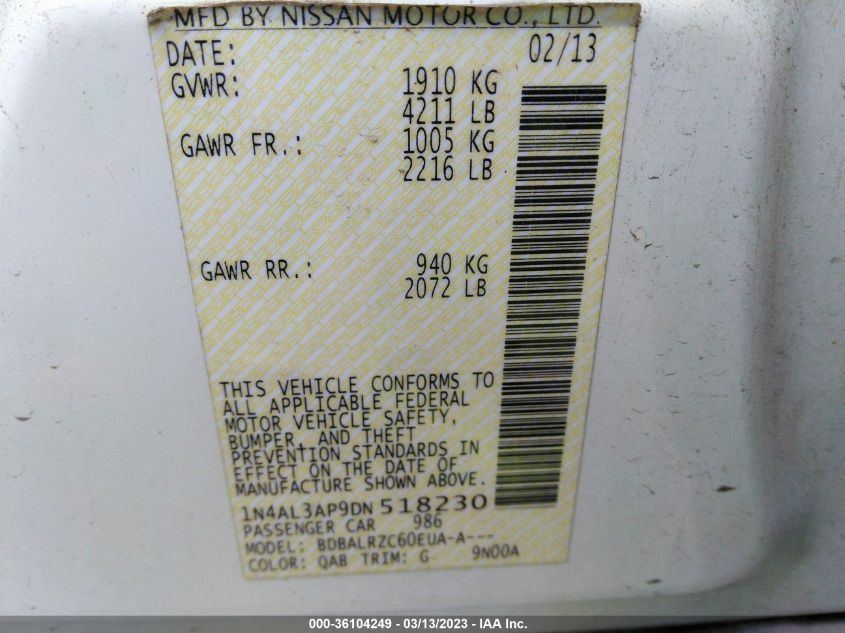 MFD BY NISSAN MOTOR CO., LTD.
DATE: 02/13
GVWR: 1910 KG
4211 LB
GAWR FR.: 1005 KG
2216 LB
GAWR RR.: 940 KG
2072 LB
THIS VEHICLE CONFORMS TO
ALL APPLICABLE FEDERAL
MOTOR VEHICLE SAFETY,
BUMPER, AND THEFT
PREVENTION STANDARDS IN
EFFECT ON THE DATE OF
MANUFACTURE SHOWN ABOVE.
1N4AL3AP9DN 518230
PASSENGER CAR 986
MODEL: BDBALRZC60EUA-A---
COLOR: QAB TRIM: G 9N00A
000-36104249 - 03/13/2023 - IAA Inc.